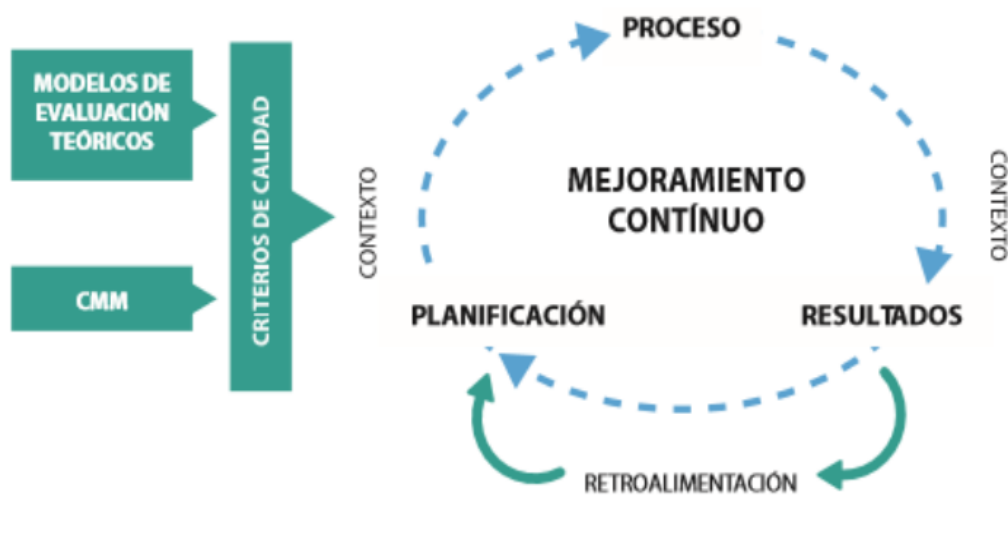 MODELOS DE
EVALUACIÓN
TEÓRICOS
CMM
CRITERIOS DE CALIDAD
CONTEXTO
PROCESO
MEJORAMIENTO
CONTÍNUO
PLANIFICACIÓN
RESULTADOS
CONTEXTO
RETROALIMENTACIÓN